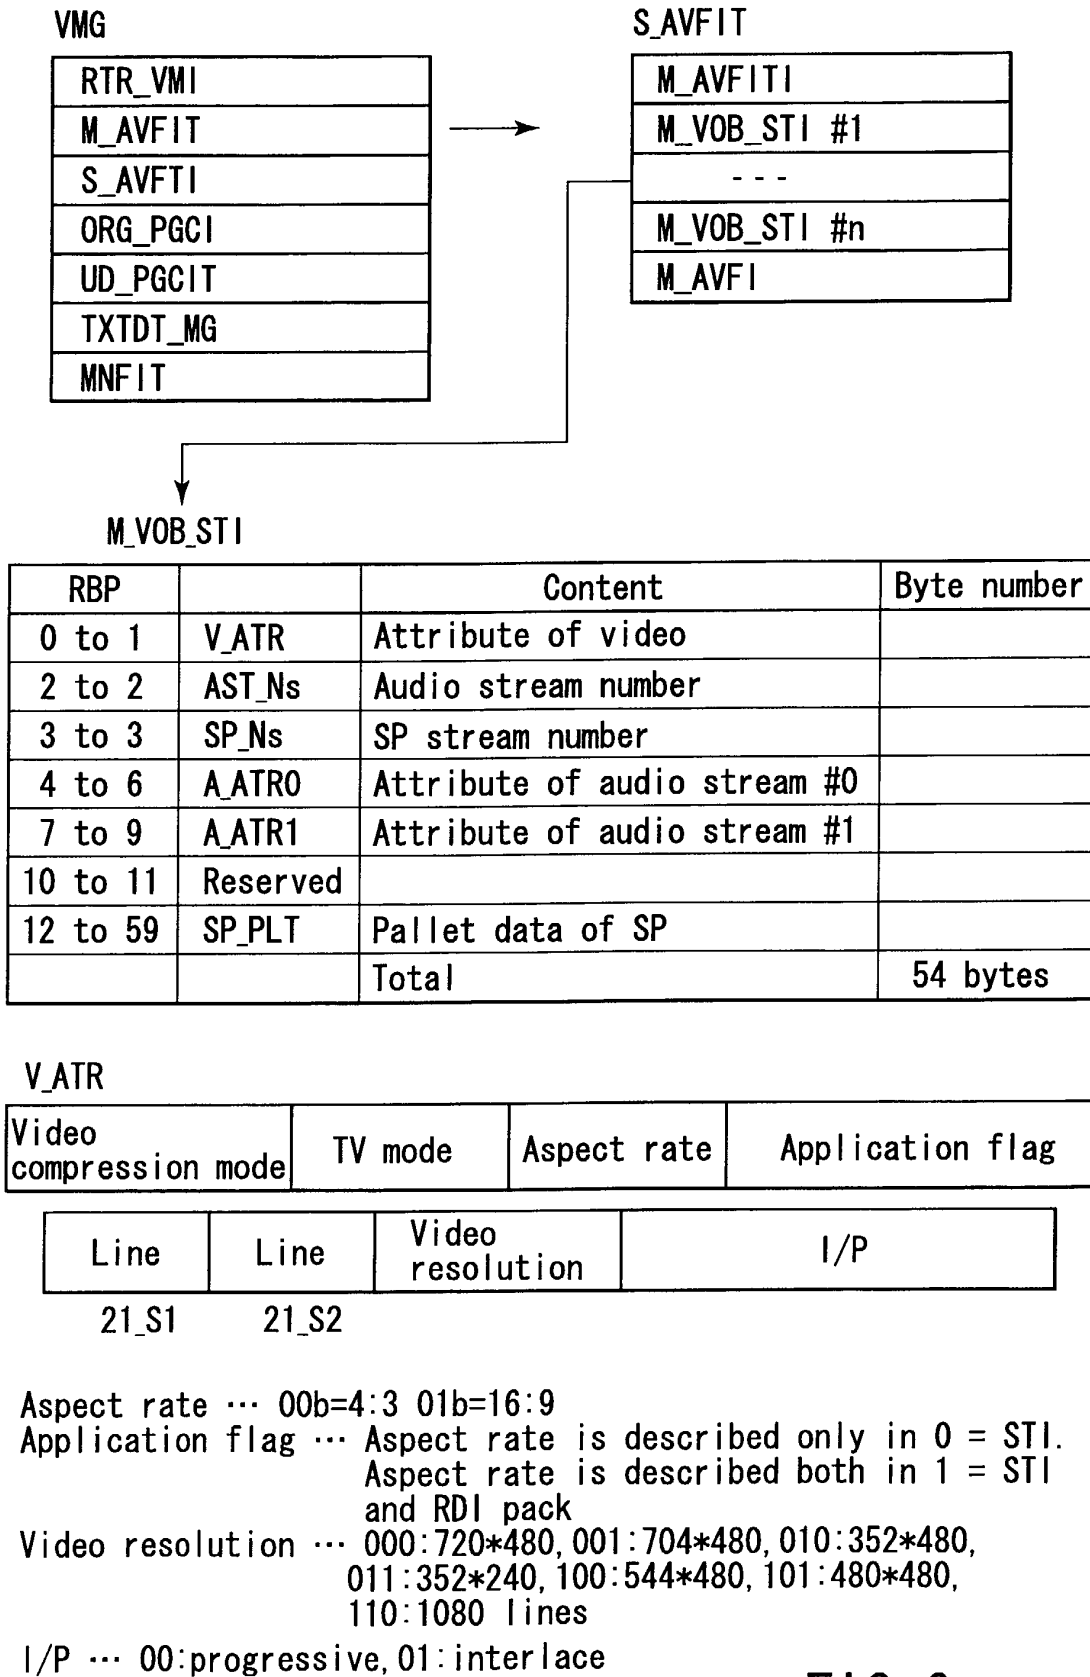 VMG
RTR_VMI
M_AVFIT
S_AVFTI
ORG_PGCI
UD_PGCIT
TXTDT_MG
MNFIT
S_AVFIT
M_AVFITI
M_VOB_STI #1
- - -
M_VOB_STI #n
M_AVFI
M_VOB_STI
RBP Content Byte number
0 to 1 V_ATR Attribute of video
2 to 2 AST_Ns Audio stream number
3 to 3 SP_Ns SP stream number
4 to 6 A_ATR0 Attribute of audio stream #0
7 to 9 A_ATR1 Attribute of audio stream #1
10 to 11 Reserved
12 to 59 SP_PLT Pallet data of SP
Total 54 bytes
V_ATR
Video
compression mode
TV mode
Aspect rate
Application flag
Line
Line
Video
resolution
I/P
21_S1 21_S2
Aspect rate ··· 00b=4:3 01b=16:9
Application flag ··· Aspect rate is described only in 0 = STI.
Aspect rate is described both in 1 = STI
and RDI pack
Video resolution ··· 000:720*480, 001:704*480, 010:352*480,
011:352*240, 100:544*480, 101:480*480,
110:1080 lines
I/P ··· 00:progressive, 01:interlace